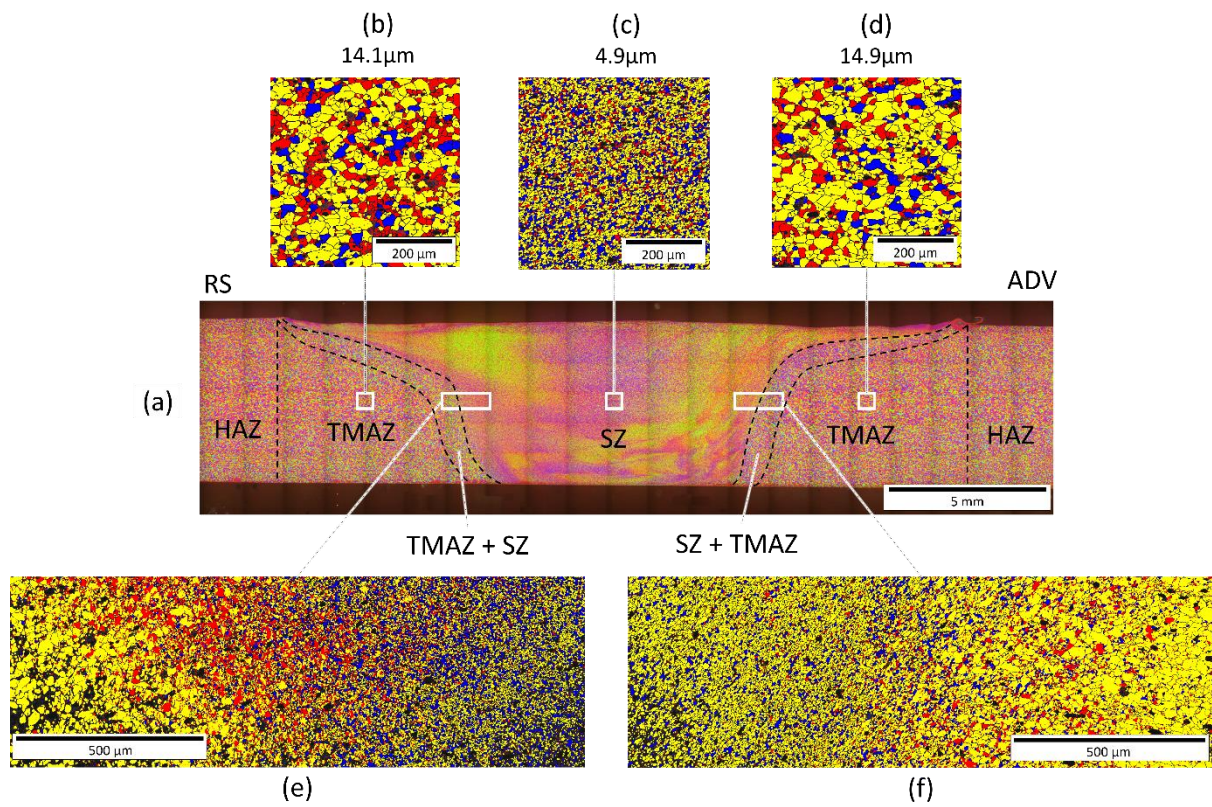 (b)
(c)
(d)
14.1µm
4.9µm
14.9µm
200 µm
200 µm
200 µm
RS
ADV
(a)
HAZ
TMAZ
SZ
TMAZ
HAZ
5 mm
TMAZ + SZ
SZ + TMAZ
500 µm
500 µm
(e)
(f)